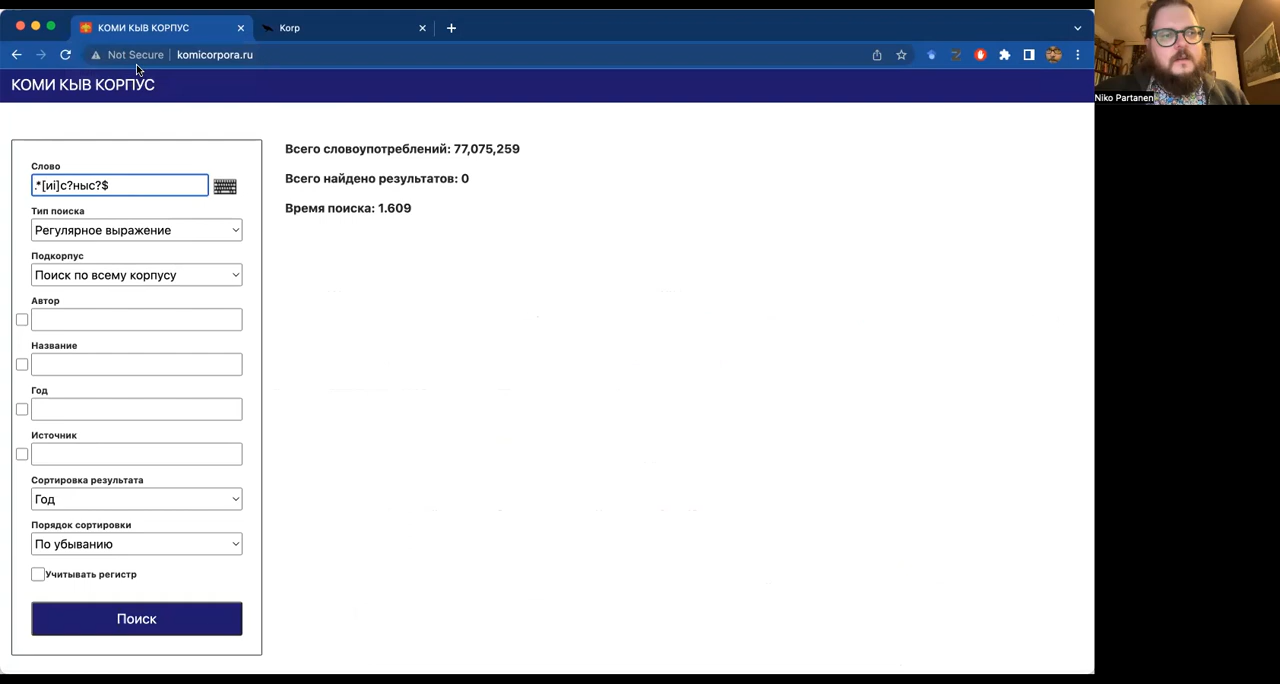 КОМИ КЫВ КОРПУС
Korp
Not Secure
komicorpora.ru
КОМИ КЫВ КОРПУС
Niko Partanen
Слово
.*[иі]с?ныс?$
Тип поиска
Регулярное выражение
Подкорпус
Поиск по всему корпусу
Автор
Название
Год
Источник
Сортировка результата
Год
Порядок сортировки
По убыванию
Учитывать регистр
Поиск
Всего словоупотреблений: 77,075,259
Всего найдено результатов: 0
Время поиска: 1.609